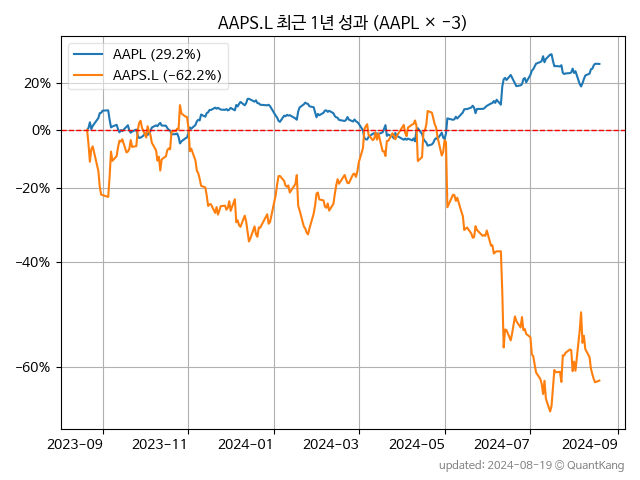 AAPS.L 최근 1년 성과 (AAPL × −3)
AAPL (29.2%)
AAPS.L (−62.2%)
20%
0%
−20%
−40%
−60%
2023−09 2023−11 2024−01 2024−03 2024−05 2024−07 2024−09
updated: 2024−08−19 © QuantKang